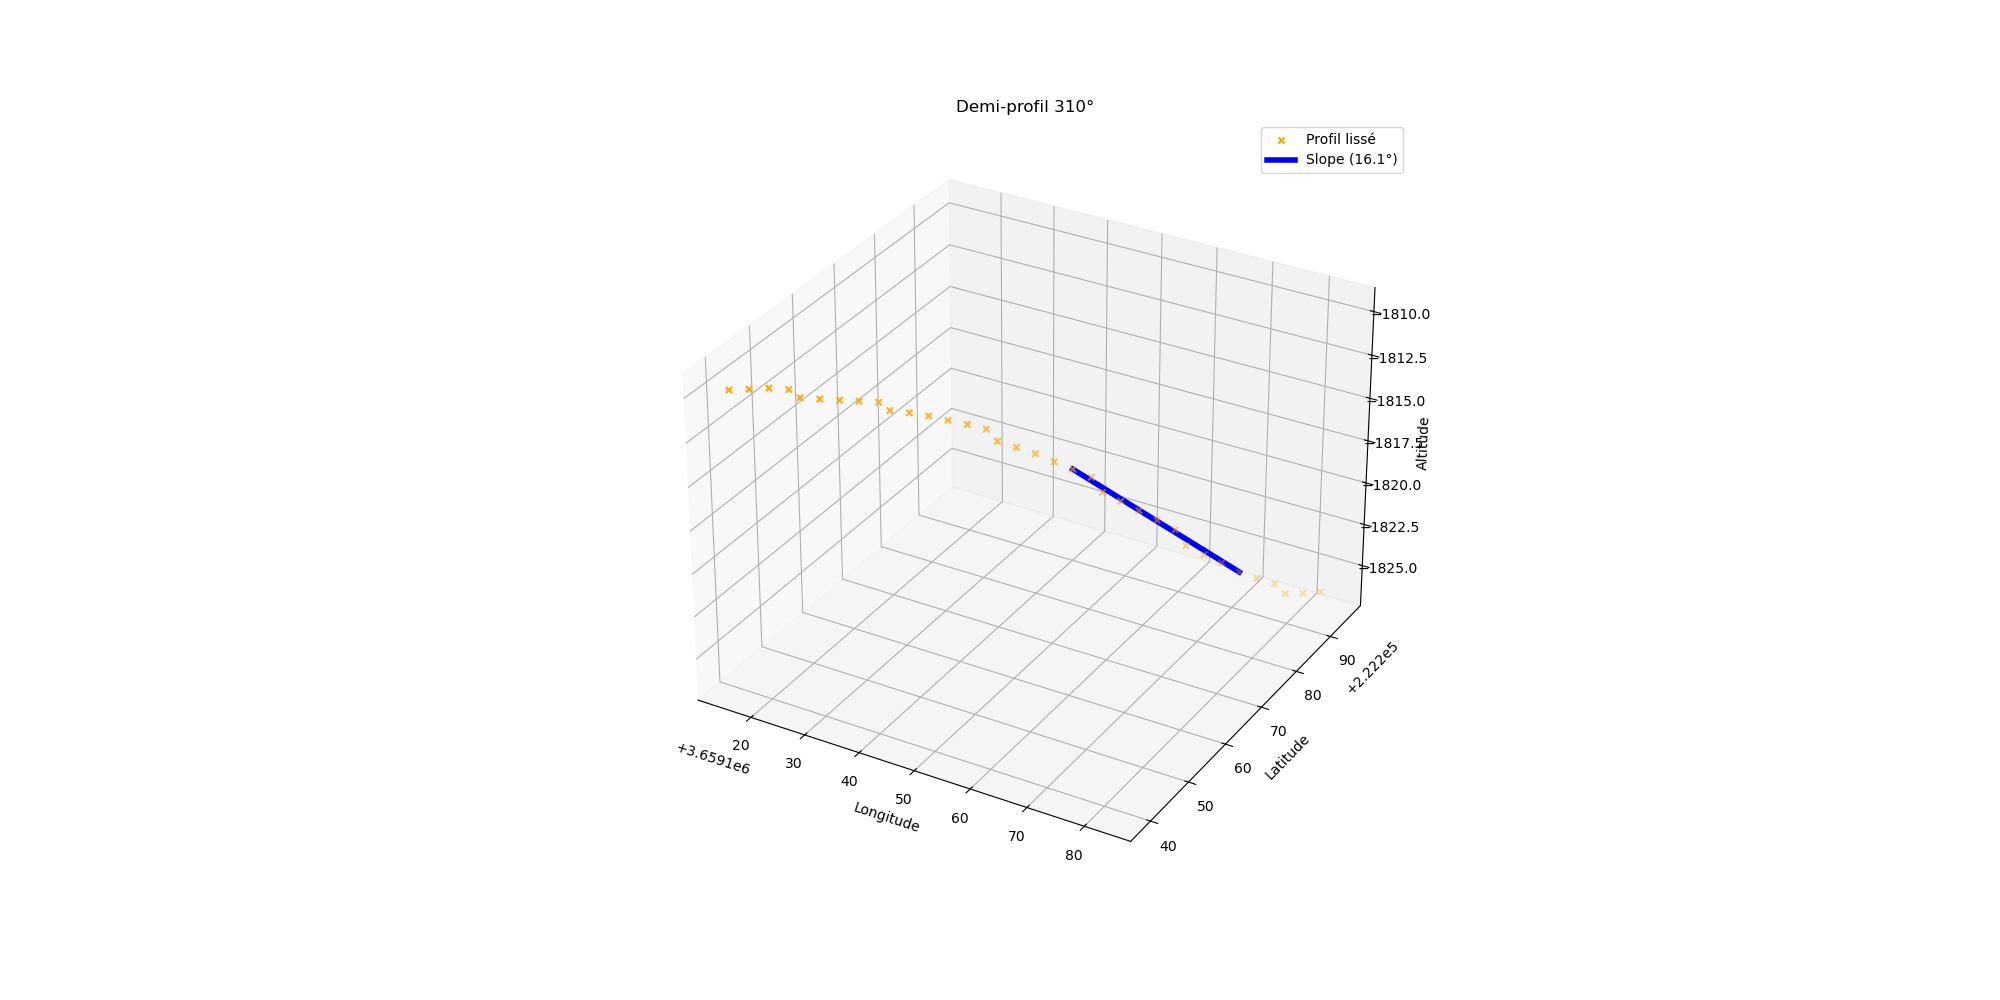 Demi-profil 310°
Profil lissé
Slope (16.1°)
−1810.0
−1812.5
−1815.0
−1817.5
Altitude
−1820.0
−1822.5
−1825.0
90
+2.222e5
80
70
Latitude
60
50
40
20
+3.6591e6
30
40
50
Longitude
60
70
80